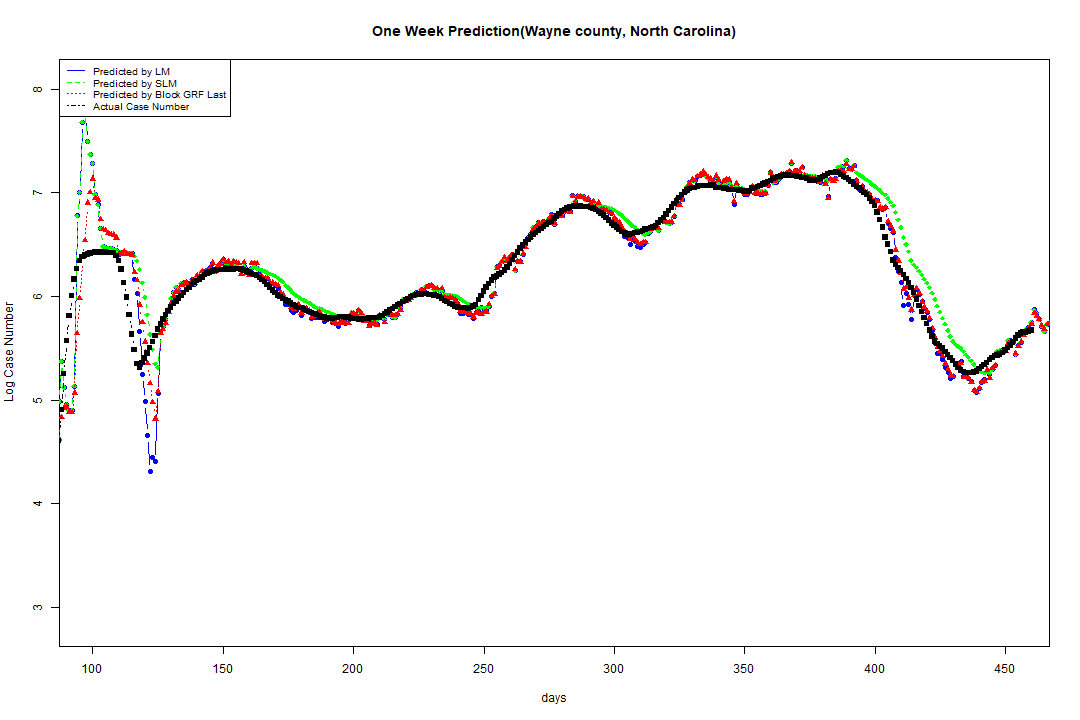 One Week Prediction(Wayne county, North Carolina)
Predicted by LM
Predicted by SLM
Predicted by Block GRF Last
Actual Case Number
8
7
6
5
4
3
Log Case Number
100 150 200 250 300 350 400 450
days